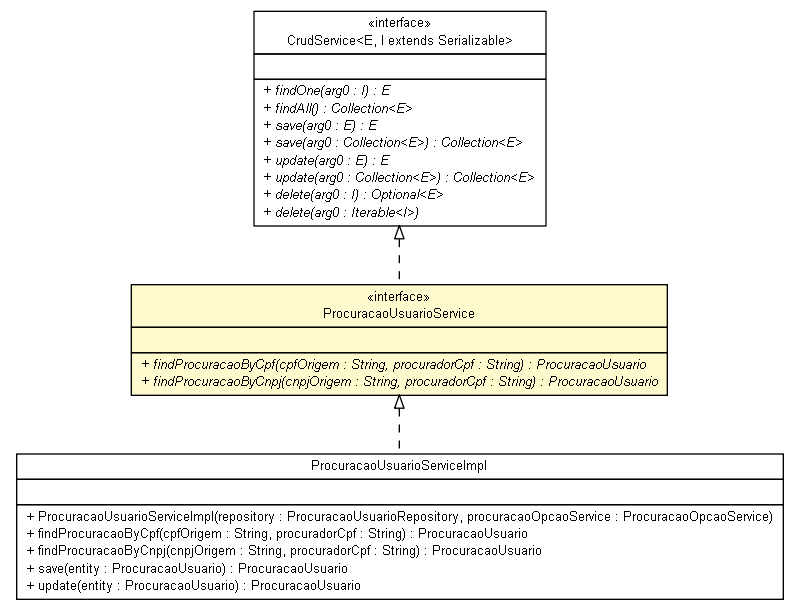 «interface»
CrudService<E, I extends Serializable>
+ findOne(arg0 : I) : E
+ findAll() : Collection<E>
+ save(arg0 : E) : E
+ save(arg0 : Collection<E>) : Collection<E>
+ update(arg0 : E) : E
+ update(arg0 : Collection<E>) : Collection<E>
+ delete(arg0 : I) : Optional<E>
+ delete(arg0 : Iterable<I>)
«interface»
ProcuracaoUsuarioService
+ findProcuracaoByCpf(cpfOrigem : String, procuradorCpf : String) : ProcuracaoUsuario
+ findProcuracaoByCnpj(cnpjOrigem : String, procuradorCpf : String) : ProcuracaoUsuario
ProcuracaoUsuarioServiceImpl
+ ProcuracaoUsuarioServiceImpl(repository : ProcuracaoUsuarioRepository, procuracaoOpcaoService : ProcuracaoOpcaoService)
+ findProcuracaoByCpf(cpfOrigem : String, procuradorCpf : String) : ProcuracaoUsuario
+ findProcuracaoByCnpj(cnpjOrigem : String, procuradorCpf : String) : ProcuracaoUsuario
+ save(entity : ProcuracaoUsuario) : ProcuracaoUsuario
+ update(entity : ProcuracaoUsuario) : ProcuracaoUsuario